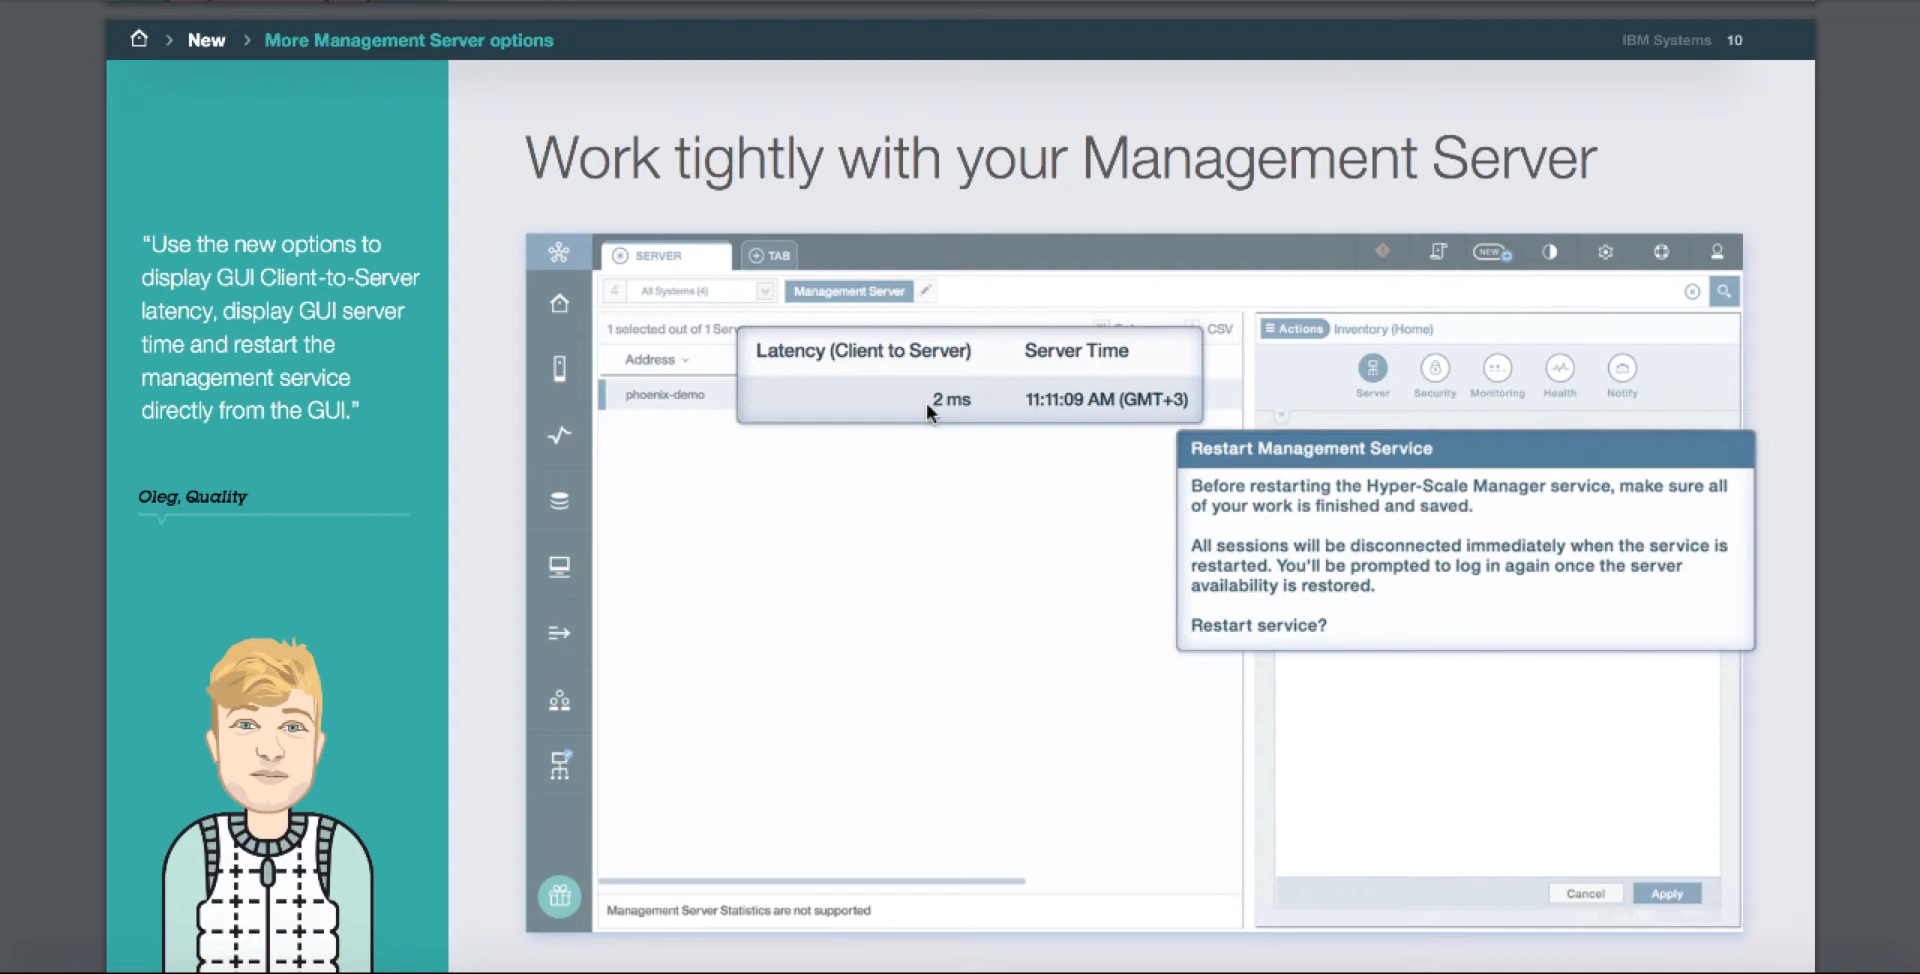 New
More Management Server options
IBM Systems 10
Work tightly with your Management Server
“Use the new options to
display GUI Client-to-Server
latency, display GUI server
time and restart the
management service
directly from the GUI.”
Oleg, Quality
SERVER
TAB
NEW
4 All Systems (4)
Management Server
1 selected out of 1
CSV
Address
phoenix-demo
Latency (Client to Server) Server Time
2 ms 11:11:09 AM (GMT+3)
Actions Inventory (Home)
Server Security Monitoring Health Notify
Restart Management Service
Before restarting the Hyper-Scale Manager service, make sure all
of your work is finished and saved.
All sessions will be disconnected immediately when the service is
restarted. You'll be prompted to log in again once the server
availability is restored.
Restart service?
Cancel Apply
Management Server Statistics are not supported